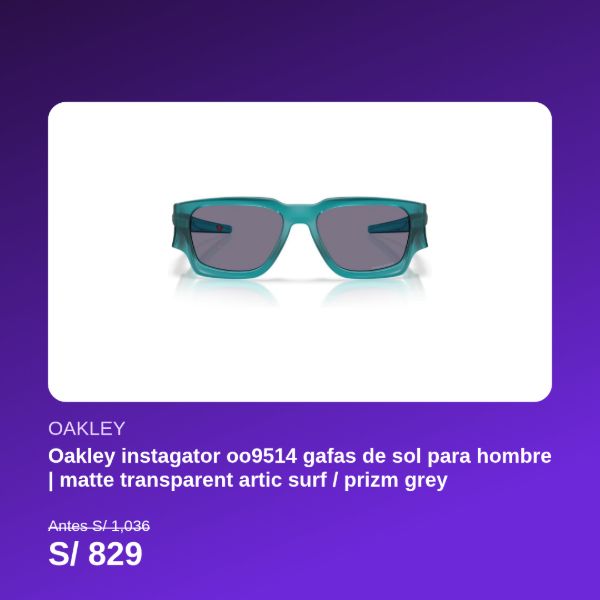 OAKLEY
Oakley instagator oo9514 gafas de sol para hombre
| matte transparent artic surf / prizm grey
Antes S/ 1,036
S/ 829